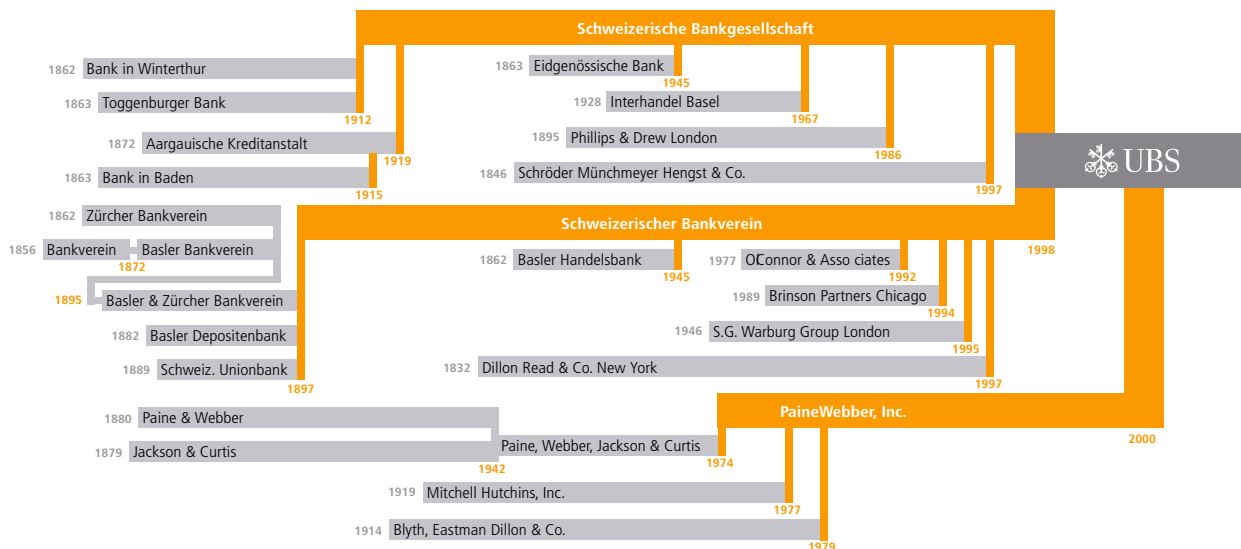 Schweizerische Bankgesellschaft
1862 Bank in Winterthur
1863 Eidgenössische Bank
1945
1863 Toggenburger Bank
1928 Interhandel Basel
1912
1967
1872 Aargauische Kreditanstalt
1895 Phillips & Drew London
1919
1986
1863 Bank in Baden
1846 Schröder Münchmeyer Hengst & Co.
1915
1997
UBS
1862 Zürcher Bankverein
Schweizerischer Bankverein
1856 Bankverein
Basler Bankverein
1998
1872
1862 Basler Handelsbank
1977 O'Connor & Asso ciates
1945
1992
1895 Basler & Zürcher Bankverein
1989 Brinson Partners Chicago
1994
1882 Basler Depositenbank
1946 S.G. Warburg Group London
1995
1889 Schweiz. Unionbank
1832 Dillon Read & Co. New York
1897
1997
1880 Paine & Webber
PaineWebber, Inc.
2000
1879 Jackson & Curtis
Paine, Webber, Jackson & Curtis
1942
1974
1919 Mitchell Hutchins, Inc.
1977
1914 Blyth, Eastman Dillon & Co.
1979